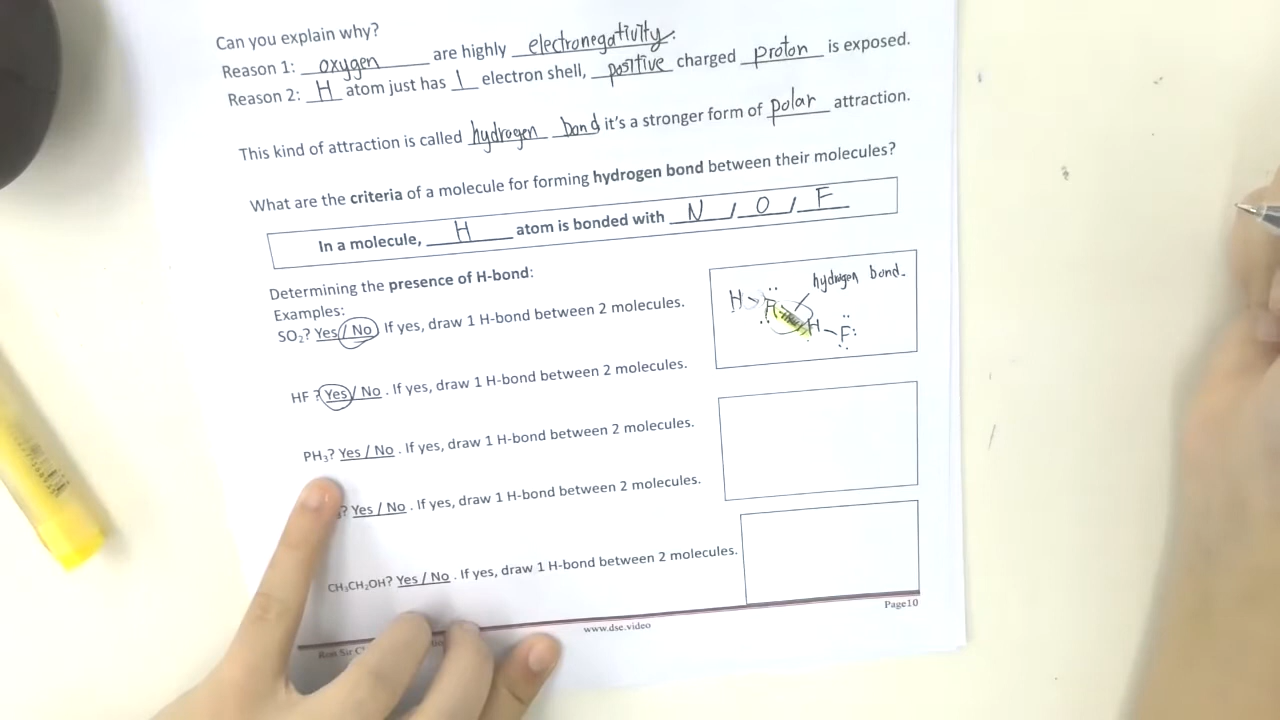 Can you explain why?
Reason 1: oxygen are highly electronegativity.
Reason 2: H atom just has 1 electron shell, positive charged proton is exposed.
This kind of attraction is called hydrogen bond, it's a stronger form of polar attraction.
What are the criteria of a molecule for forming hydrogen bond between their molecules?
In a molecule, H atom is bonded with N / O / F
Determining the presence of H-bond:
Examples:
SO₂? Yes / No. If yes, draw 1 H-bond between 2 molecules.
hydrogen bond.
H
H – F
HF ? Yes / No . If yes, draw 1 H-bond between 2 molecules.
PH₃? Yes / No . If yes, draw 1 H-bond between 2 molecules.
? Yes / No . If yes, draw 1 H-bond between 2 molecules.
CH₃CH₂OH? Yes / No . If yes, draw 1 H-bond between 2 molecules.
Page10
www.dse.video
Ron Sir